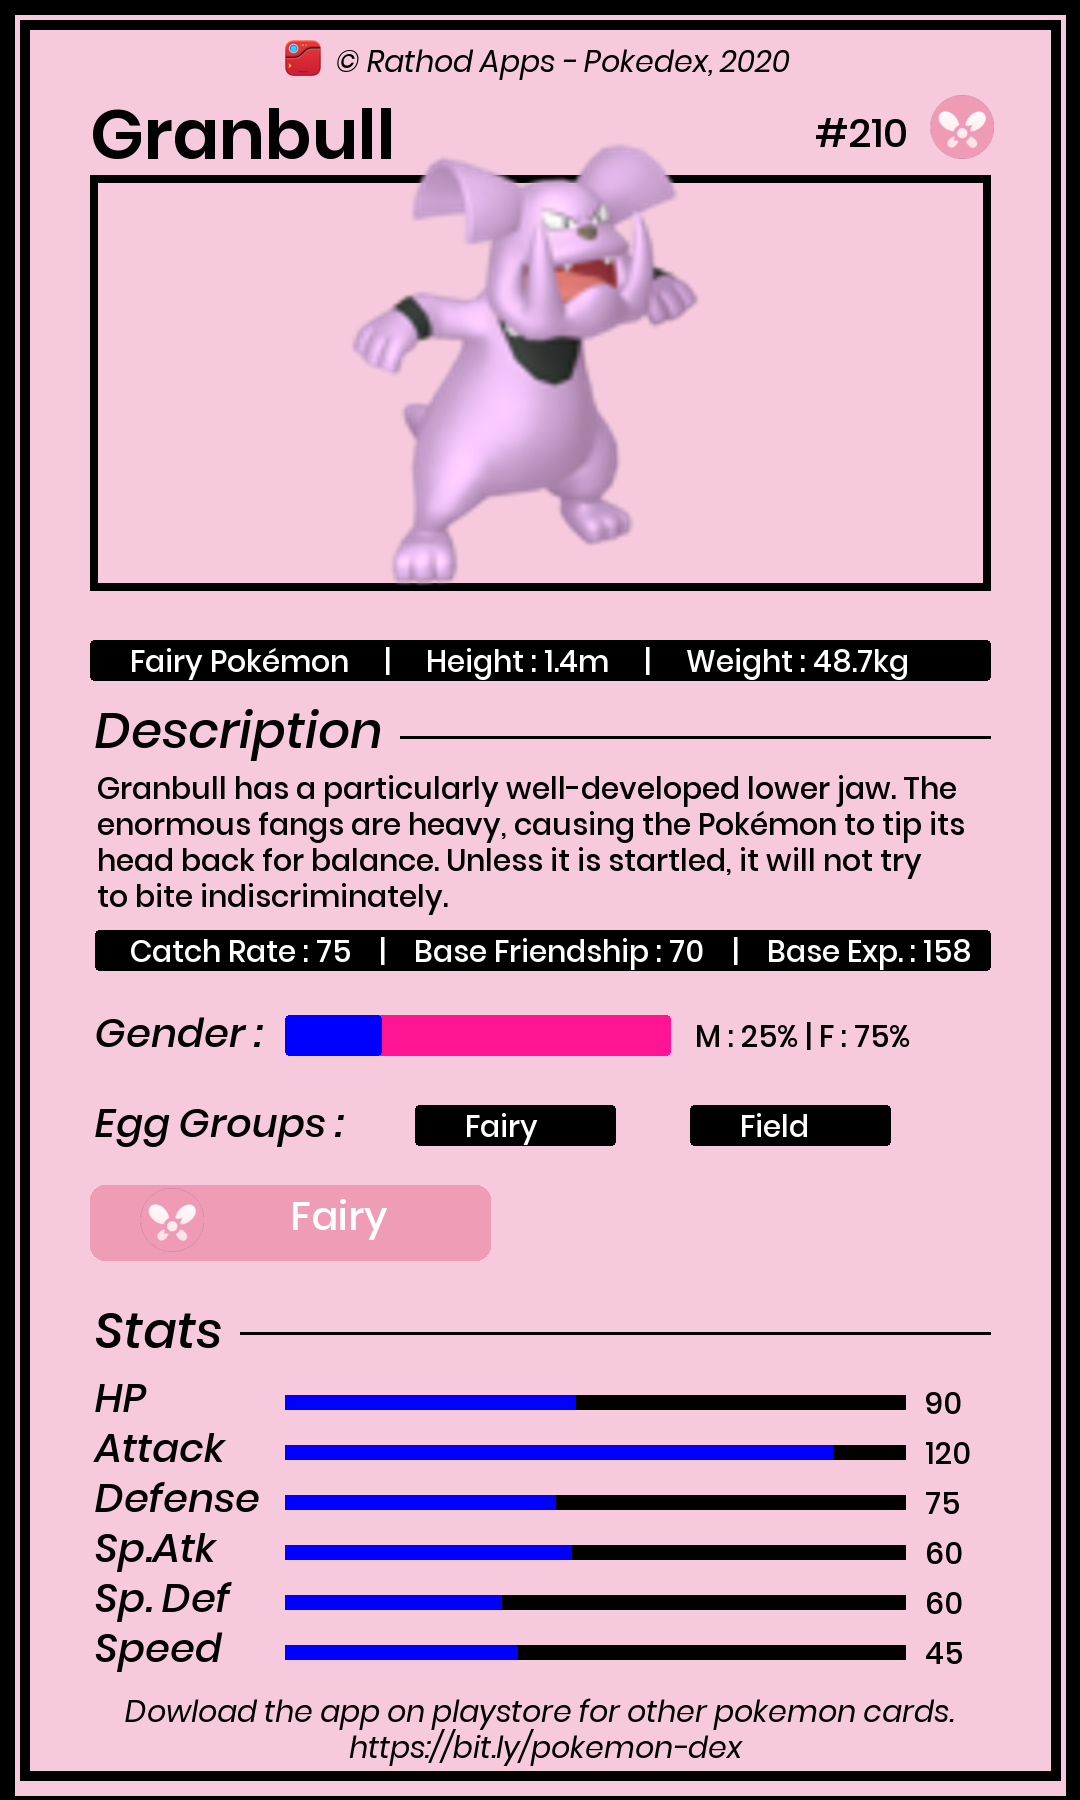 © Rathod Apps - Pokedex, 2020
Granbull #210
Fairy Pokémon | Height : 1.4m | Weight : 48.7kg
Description
Granbull has a particularly well-developed lower jaw. The
enormous fangs are heavy, causing the Pokémon to tip its
head back for balance. Unless it is startled, it will not try
to bite indiscriminately.
Catch Rate : 75 | Base Friendship : 70 | Base Exp. : 158
Gender : M : 25% | F : 75%
Egg Groups : Fairy Field
Fairy
Stats
HP 90
Attack 120
Defense 75
Sp.Atk 60
Sp. Def 60
Speed 45
Dowload the app on playstore for other pokemon cards.
https://bit.ly/pokemon-dex